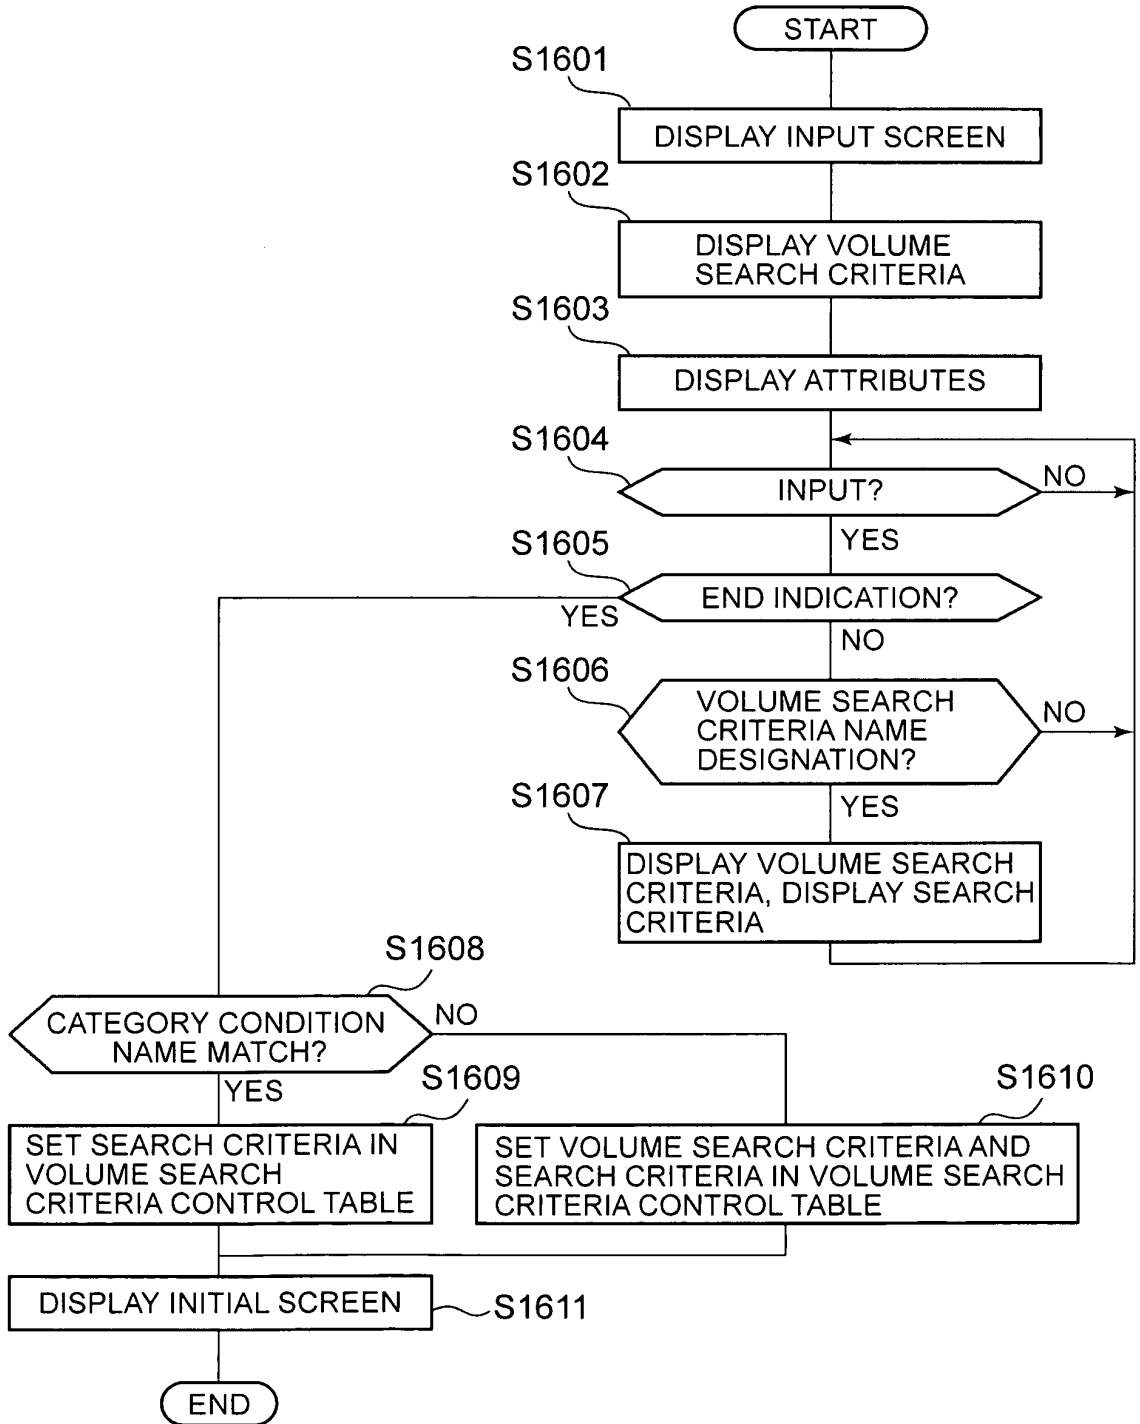 START
S1601
DISPLAY INPUT SCREEN
S1602
DISPLAY VOLUME
SEARCH CRITERIA
S1603
DISPLAY ATTRIBUTES
S1604
INPUT?
NO
YES
S1605
END INDICATION?
YES
NO
S1606
VOLUME SEARCH
CRITERIA NAME
DESIGNATION?
NO
YES
S1607
DISPLAY VOLUME SEARCH
CRITERIA, DISPLAY SEARCH
CRITERIA
S1608
CATEGORY CONDITION
NAME MATCH?
NO
YES
S1609
SET SEARCH CRITERIA IN
VOLUME SEARCH
CRITERIA CONTROL TABLE
S1610
SET VOLUME SEARCH CRITERIA AND
SEARCH CRITERIA IN VOLUME SEARCH
CRITERIA CONTROL TABLE
DISPLAY INITIAL SCREEN
S1611
END